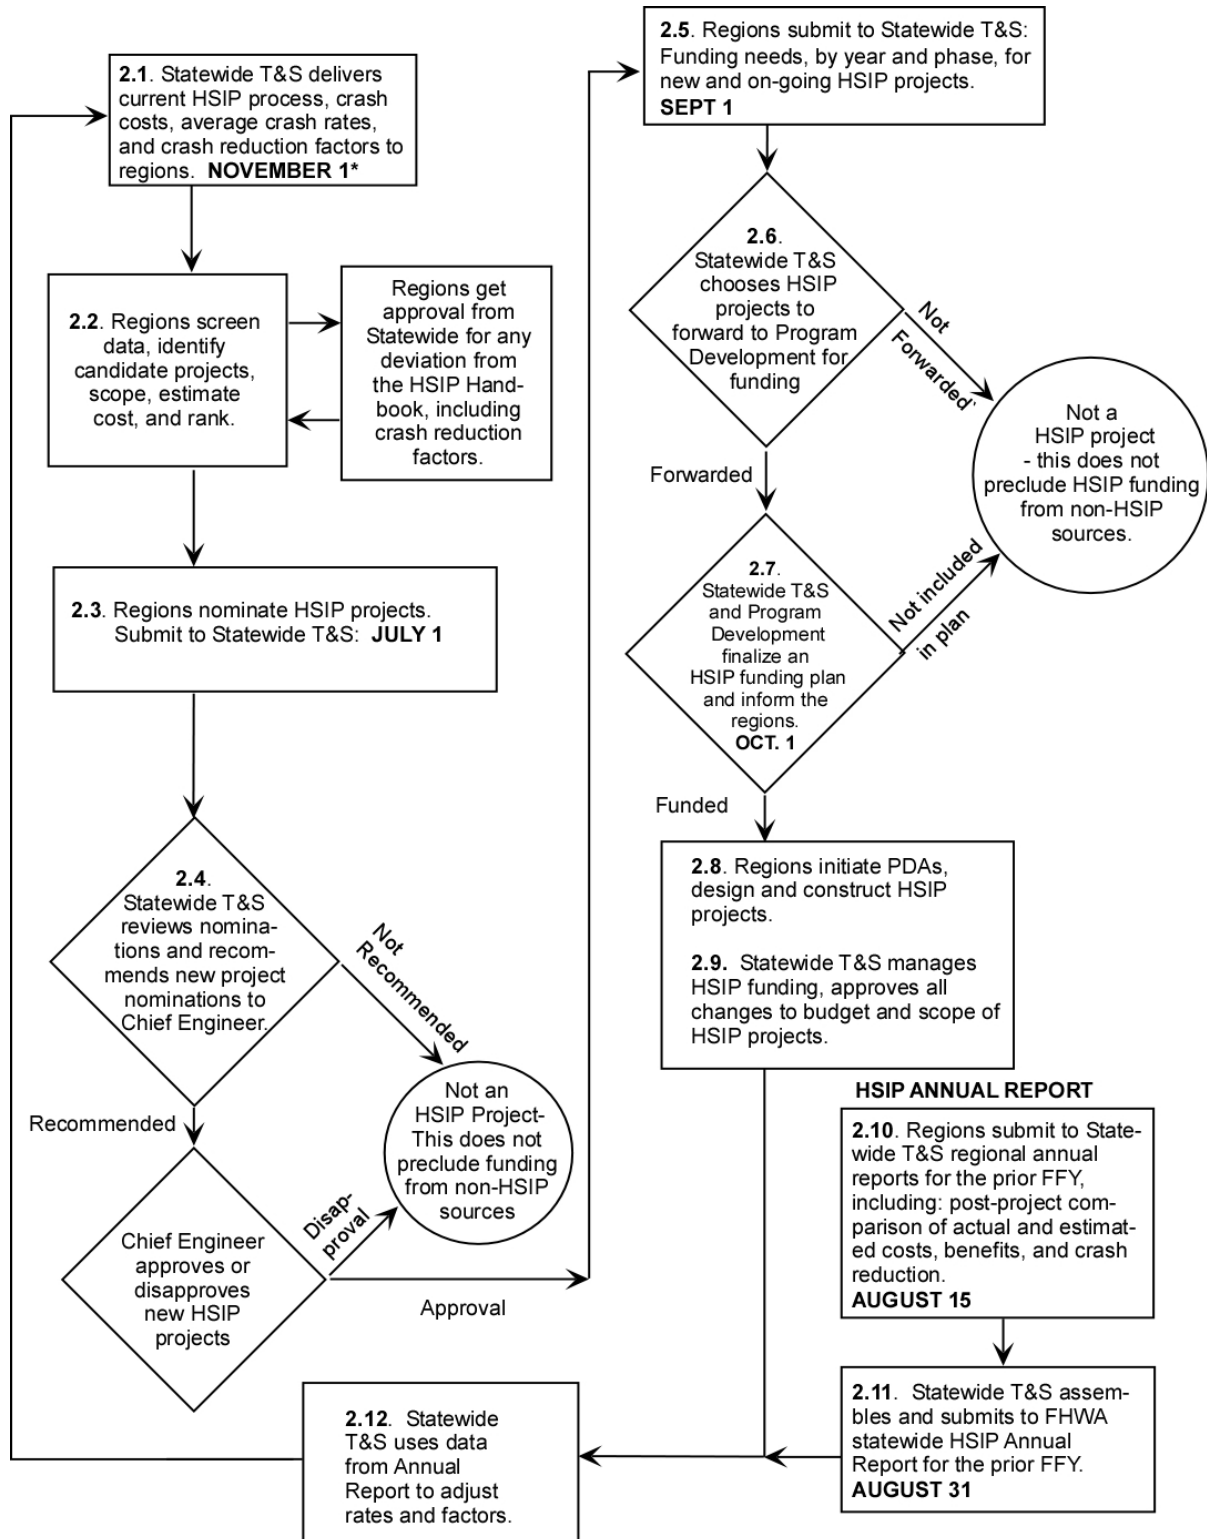 2.1. Statewide T&S delivers
current HSIP process, crash
costs, average crash rates,
and crash reduction factors to
regions. NOVEMBER 1*
2.2. Regions screen
data, identify
candidate projects,
scope, estimate
cost, and rank.
Regions get
approval from
Statewide for any
deviation from
the HSIP Hand-
book, including
crash reduction
factors.
2.3. Regions nominate HSIP projects.
Submit to Statewide T&S: JULY 1
2.4.
Statewide T&S
reviews nomina-
tions and recom-
mends new project
nominations to
Chief Engineer.
Not
Recommended
Recommended
Not an
HSIP Project-
This does not
preclude funding
from non-HSIP
sources
Chief Engineer
approves or
disapproves
new HSIP
projects
Disap-
proval
Approval
2.5. Regions submit to Statewide T&S:
Funding needs, by year and phase, for
new and on-going HSIP projects.
SEPT 1
2.6.
Statewide T&S
chooses HSIP
projects to
forward to Program
Development for
funding
Not
Forwarded`
Forwarded
Not a
HSIP project
- this does not
preclude HSIP funding
from non-HSIP
sources.
2.7.
Statewide T&S
and Program
Development
finalize an
HSIP funding plan
and inform the
regions.
OCT. 1
Not included
in plan
Funded
2.8. Regions initiate PDAs,
design and construct HSIP
projects.
2.9. Statewide T&S manages
HSIP funding, approves all
changes to budget and scope of
HSIP projects.
HSIP ANNUAL REPORT
2.10. Regions submit to State-
wide T&S regional annual
reports for the prior FFY,
including: post-project com-
parison of actual and estimat-
ed costs, benefits, and crash
reduction.
AUGUST 15
2.11. Statewide T&S assem-
bles and submits to FHWA
statewide HSIP Annual
Report for the prior FFY.
AUGUST 31
2.12. Statewide
T&S uses data
from Annual
Report to adjust
rates and factors.